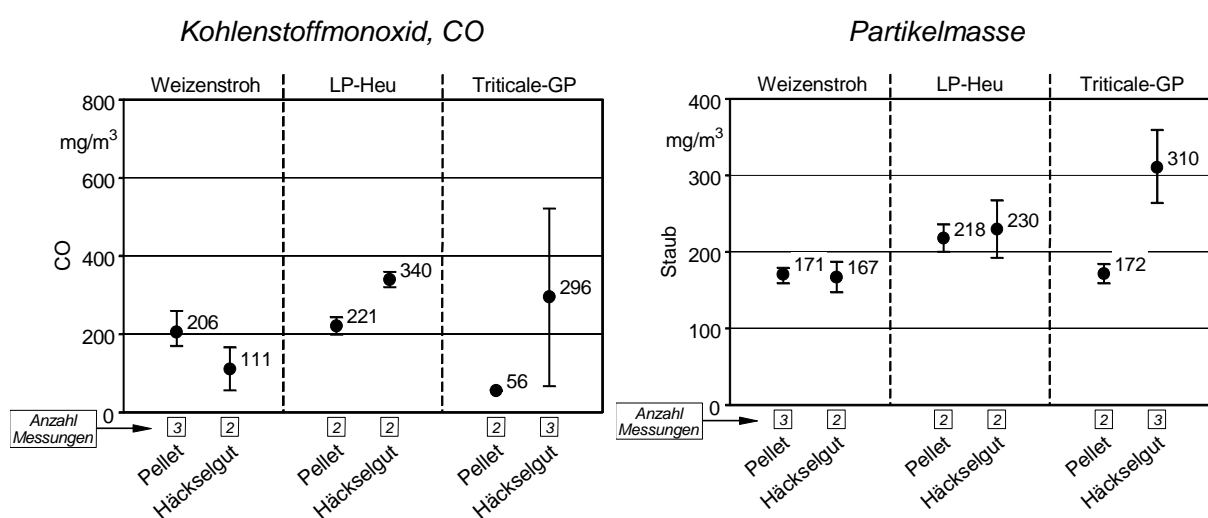 Kohlenstoffmonoxid, CO
Weizenstroh LP-Heu Triticale-GP
800
mg/m³
600
400
200
0
CO
206
111
221
340
56
296
Anzahl
Messungen
3 2 2 2 2 3
Pellet
Häckselgut
Pellet
Häckselgut
Pellet
Häckselgut
Partikelmasse
Weizenstroh LP-Heu Triticale-GP
400
mg/m³
300
200
100
0
Staub
171
167
218
230
172
310
Anzahl
Messungen
3 2 2 2 2 3
Pellet
Häckselgut
Pellet
Häckselgut
Pellet
Häckselgut